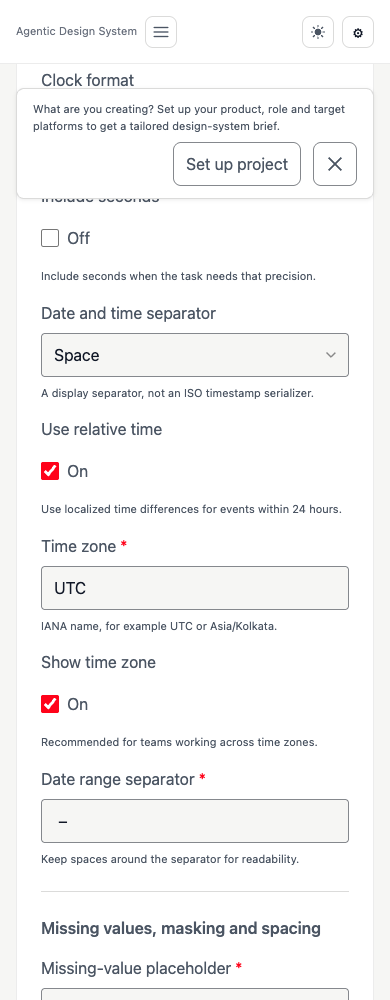 Agentic Design System
Clock format
What are you creating? Set up your product, role and target
platforms to get a tailored design-system brief.
Set up project
Include seconds
Off
Include seconds when the task needs that precision.
Date and time separator
Space
A display separator, not an ISO timestamp serializer.
Use relative time
On
Use localized time differences for events within 24 hours.
Time zone *
UTC
IANA name, for example UTC or Asia/Kolkata.
Show time zone
On
Recommended for teams working across time zones.
Date range separator *
–
Keep spaces around the separator for readability.
Missing values, masking and spacing
Missing-value placeholder *